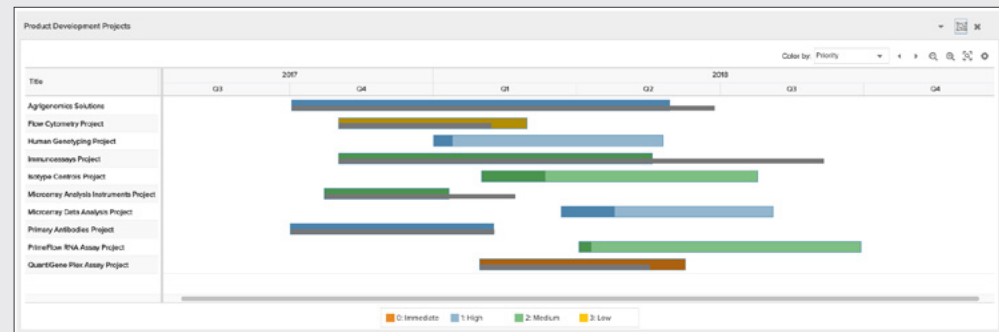 Product Development Projects
Color by: Priority
Title
2017 2018
Q3 Q4 Q1 Q2 Q3 Q4
Agrigenomics Solutions
Flow Cytometry Project
Human Genotyping Project
Immunoassays Project
Isotype Controls Project
Microarray Analysis Instruments Project
Microarray Data Analysis Project
Primary Antibodies Project
PrimeFlow RNA Assay Project
QuantiGene Plex Assay Project
0: Immediate 1: High 2: Medium 3: Low